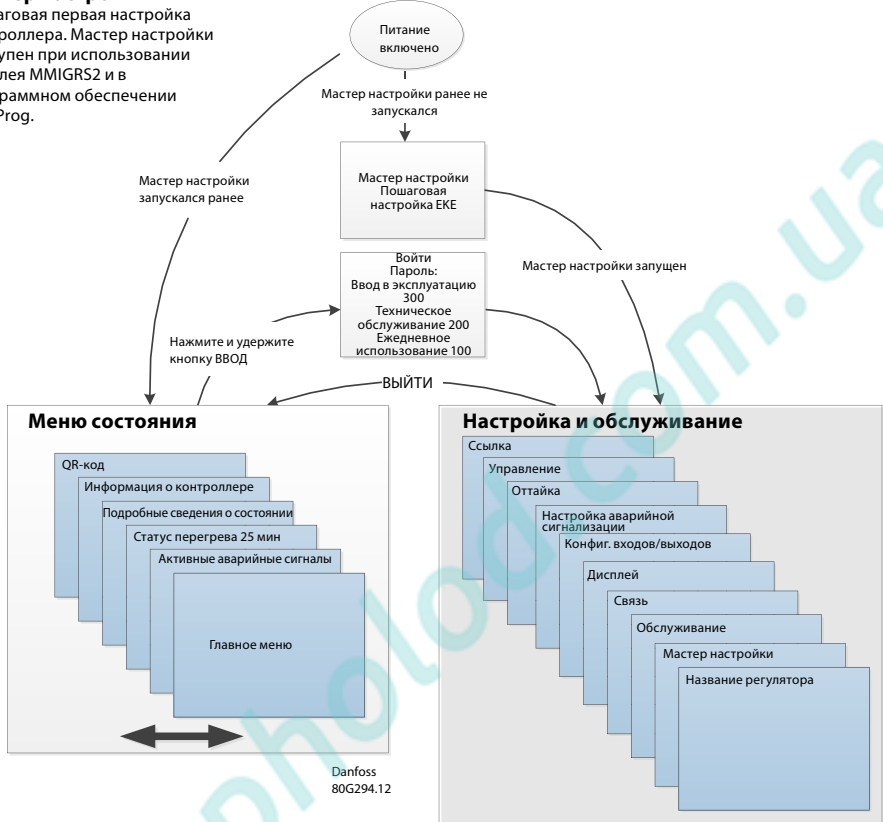 аговая первая настройка
роллера. Мастер настройки
упен при использовании
лея MMIGRS2 и в
раммном обеспечении
Prog.
Питание
включено
Мастер настройки ранее не
запускался
Мастер настройки
запускался ранее
Мастер настройки
Пошаговая
настройка EKE
Войти
Пароль:
Ввод в эксплуатацию
300
Техническое
обслуживание 200
Ежедневное
использование 100
Мастер настройки запущен
Нажмите и удержите
кнопку ВВОД
ВЫЙТИ
Меню состояния
QR-код
Информация о контроллере
Подробные сведения о состоянии
Статус перегрева 25 мин
Активные аварийные сигналы
Главное меню
Danfoss
80G294.12
Настройка и обслуживание
Ссылка
Управление
Оттайка
Настройка аварийной
сигнализации
Конфиг. входов/выходов
Дисплей
Связь
Обслуживание
Мастер настройки
Название регулятора
pholod.com.ua